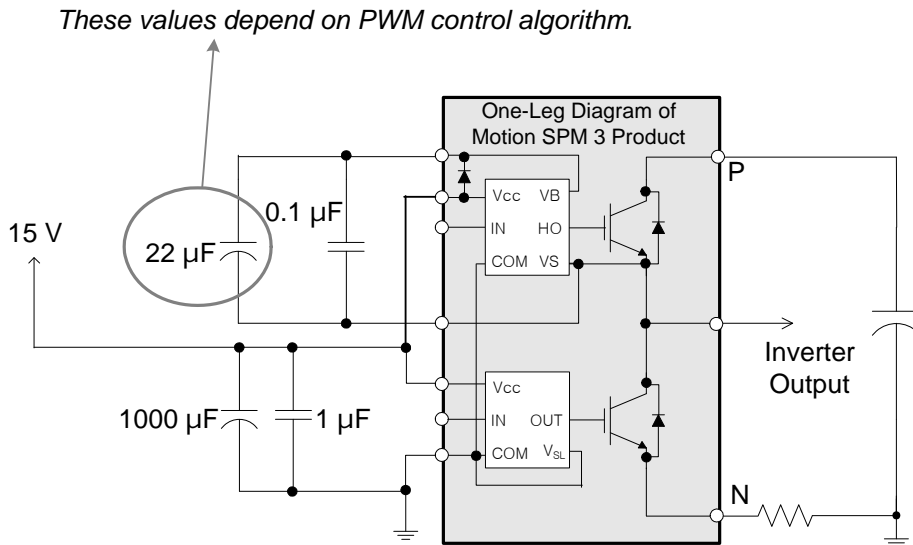 These values depend on PWM control algorithm.
One-Leg Diagram of
Motion SPM 3 Product
P
Vcc VB
0.1 µF
15 V
IN HO
22 µF
COM VS
Inverter
Output
Vcc
1000 µF
1 µF
IN OUT
COM VSL
N